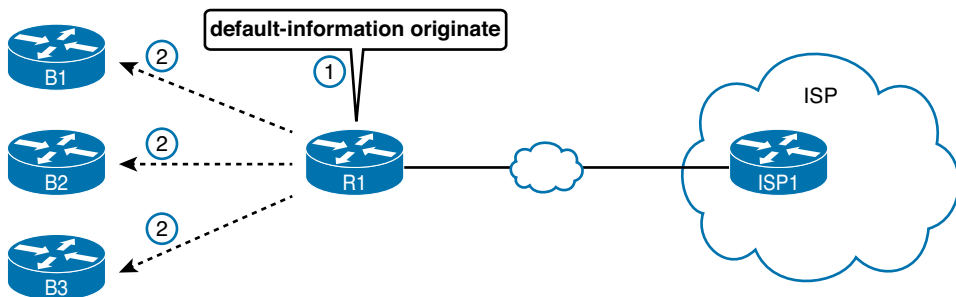 default-information originate
1
2
B1
2
B2
2
B3
R1
ISP
ISP1